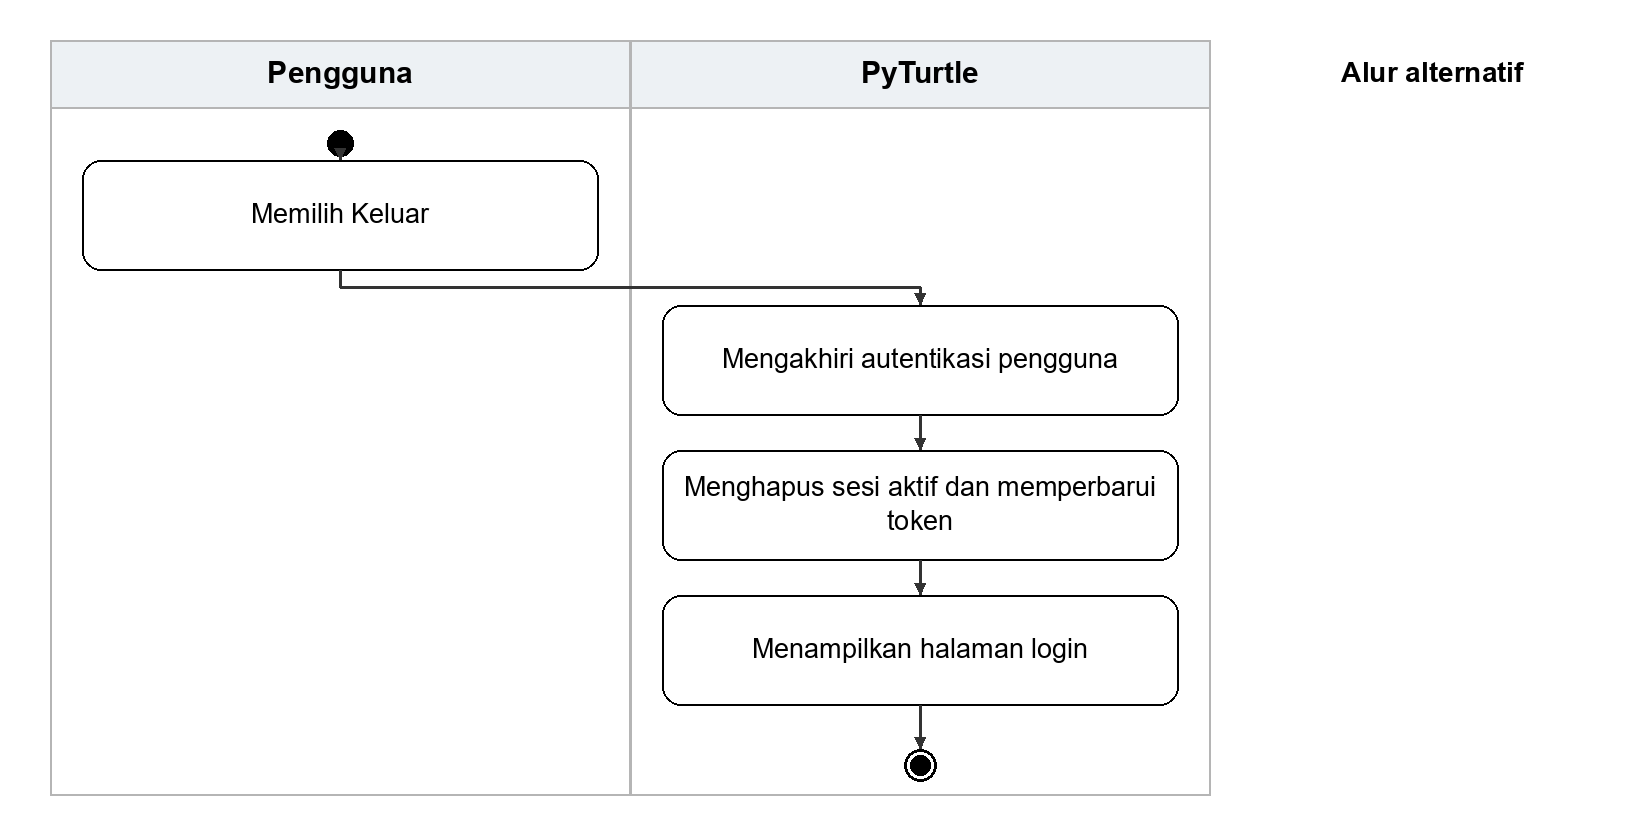 Pengguna
PyTurtle
Alur alternatif
Memilih Keluar
Mengakhiri autentikasi pengguna
Menghapus sesi aktif dan memperbarui
token
Menampilkan halaman login